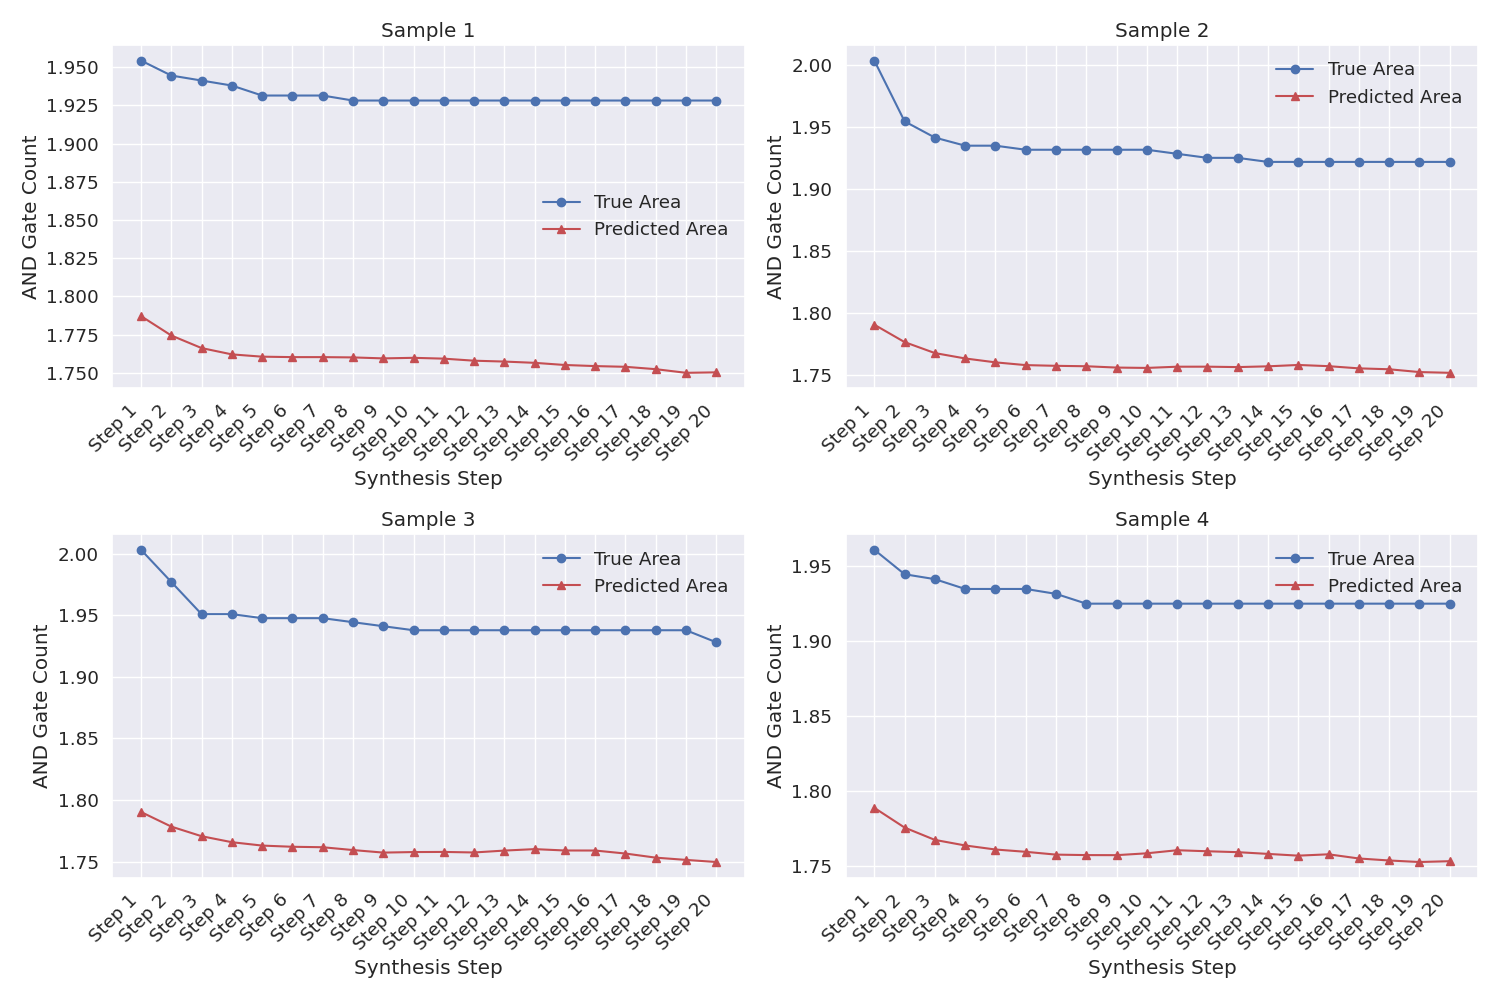 Sample 1
AND Gate Count
1.950
1.925
1.900
1.875
1.850
1.825
1.800
1.775
1.750
True Area
Predicted Area
Step 1
Step 2
Step 3
Step 4
Step 5
Step 6
Step 7
Step 8
Step 9
Step 10
Step 11
Step 12
Step 13
Step 14
Step 15
Step 16
Step 17
Step 18
Step 19
Step 20
Synthesis Step
Sample 2
AND Gate Count
2.00
1.95
1.90
1.85
1.80
1.75
True Area
Predicted Area
Step 1
Step 2
Step 3
Step 4
Step 5
Step 6
Step 7
Step 8
Step 9
Step 10
Step 11
Step 12
Step 13
Step 14
Step 15
Step 16
Step 17
Step 18
Step 19
Step 20
Synthesis Step
Sample 3
AND Gate Count
2.00
1.95
1.90
1.85
1.80
1.75
True Area
Predicted Area
Step 1
Step 2
Step 3
Step 4
Step 5
Step 6
Step 7
Step 8
Step 9
Step 10
Step 11
Step 12
Step 13
Step 14
Step 15
Step 16
Step 17
Step 18
Step 19
Step 20
Synthesis Step
Sample 4
AND Gate Count
1.95
1.90
1.85
1.80
1.75
True Area
Predicted Area
Step 1
Step 2
Step 3
Step 4
Step 5
Step 6
Step 7
Step 8
Step 9
Step 10
Step 11
Step 12
Step 13
Step 14
Step 15
Step 16
Step 17
Step 18
Step 19
Step 20
Synthesis Step